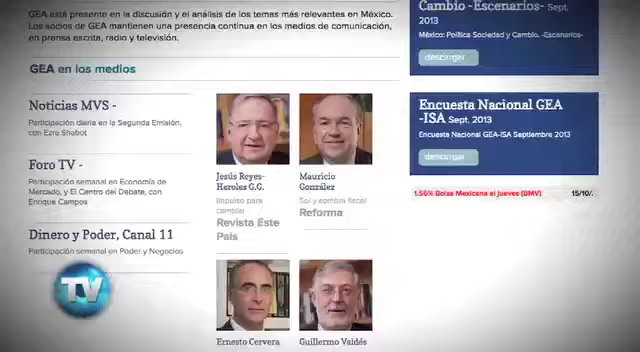 GEA está presente en la discusión y el análisis de los temas más relevantes en México.
Los socios de GEA mantienen una presencia continua en los medios de comunicación,
en prensa escrita, radio y televisión.
GEA en los medios
Noticias MVS -
Participación diaria en la Segunda Emisión,
con Ezra Shabot
Foro TV -
Participación semanal en Economía de
Mercado, y El Centro del Debate, con
Enrique Campos
Dinero y Poder, Canal 11
Participación semanal en Poder y Negocios
Jesús Reyes-
Heroles G.G.
Impulso para
cambiar
Revista Este
País
Mauricio
González
Sol y sombra fiscal
Reforma
Ernesto Cervera
Guillermo Valdés
Cambio -Escenarios- Sept.
2013
México: Política Sociedad y Cambio. -Escenarios-
descargar
Encuesta Nacional GEA
-ISA Sept. 2013
Encuesta Nacional GEA-ISA Septiembre 2013
descargar
1.56% Bolsa Mexicana el jueves (BMV)
15/10/.
TV